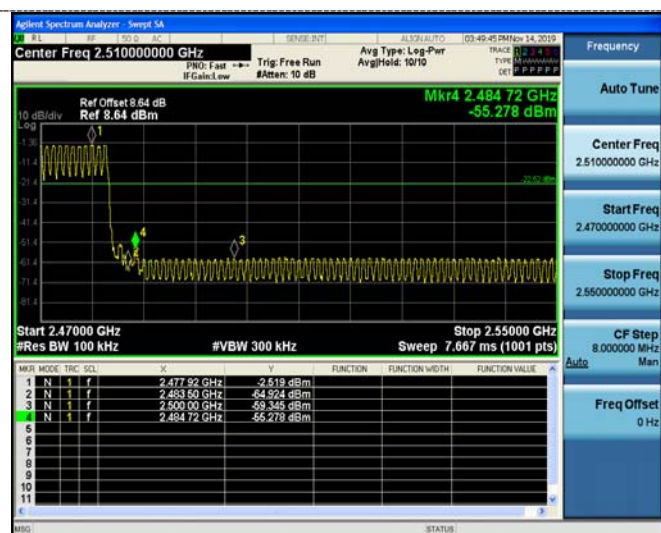 Agilent Spectrum Analyzer - Swept SA
RL RF 50 Ω AC SENSE:INT ALIGN AUTO 03:49:45 PM Nov 14, 2019
Center Freq 2.510000000 GHz
PNO: Fast
IFGain:Low
Trig: Free Run
#Atten: 10 dB
Avg Type: Log-Pwr
Avg|Hold: 10/10
TRACE 1 2 3 4 5 6
TYPE
DET P P P P P P
Mkr4 2.484 72 GHz
-55.278 dBm
Ref Offset 8.64 dB
10 dB/div Ref 8.64 dBm
Log
-1.36
-11.4
-21.4
-31.4
-41.4
-51.4
-61.4
-71.4
-81.4
1
2
3
4
-22.52 dBm
Start 2.47000 GHz Stop 2.55000 GHz
#Res BW 100 kHz #VBW 300 kHz Sweep 7.667 ms (1001 pts)
MKR MODE TRC SCL X Y FUNCTION FUNCTION WIDTH FUNCTION VALUE
1 N 1 f 2.477 92 GHz -2.519 dBm
2 N 1 f 2.483 50 GHz -64.924 dBm
3 N 1 f 2.500 00 GHz -59.345 dBm
4 N 1 f 2.484 72 GHz -55.278 dBm
5
6
7
8
9
10
11
MSG STATUS
Frequency
Auto Tune
Center Freq
2.510000000 GHz
Start Freq
2.470000000 GHz
Stop Freq
2.550000000 GHz
CF Step
8.000000 MHz
Auto Man
Freq Offset
0 Hz